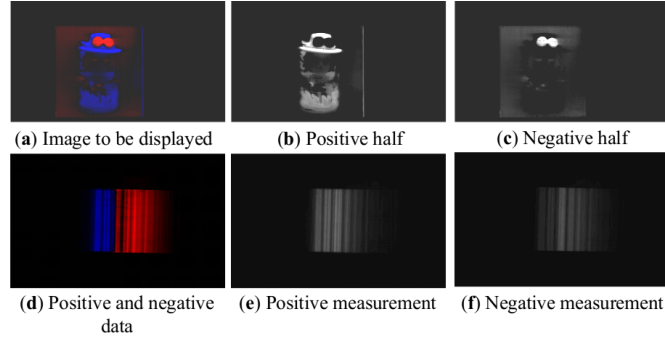 (a) Image to be displayed
(b) Positive half
(c) Negative half
(d) Positive and negative
data
(e) Positive measurement
(f) Negative measurement